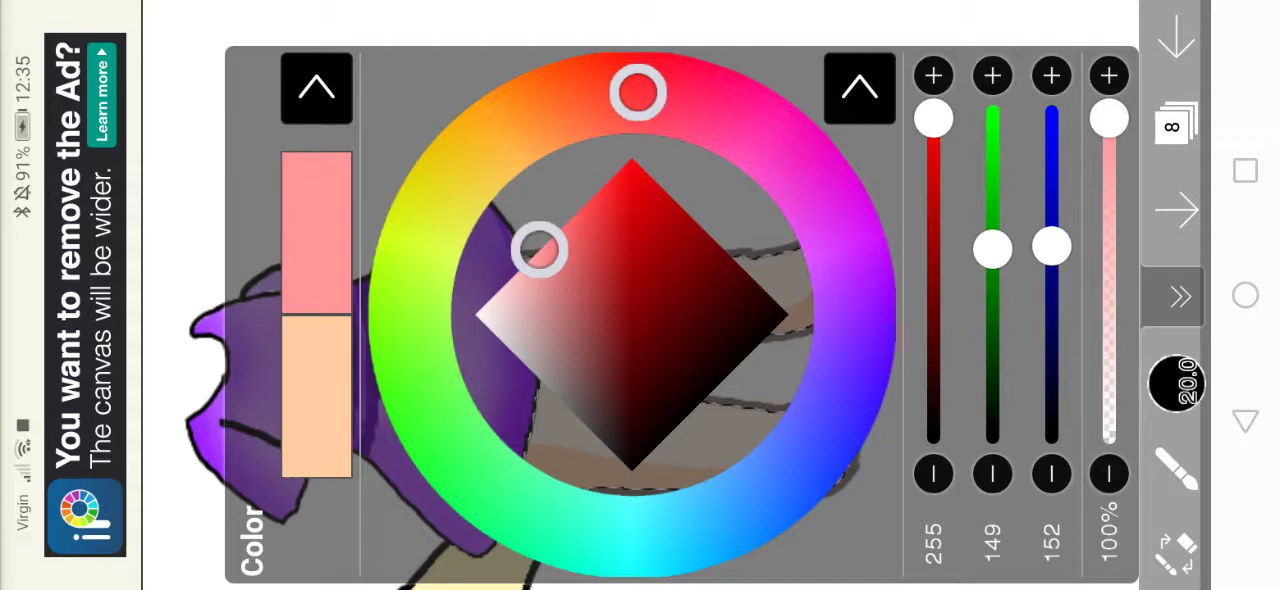 Virgin
91% 12:35
You want to remove the Ad?
The canvas will be wider.
Learn more
Color
255
149
152
100%
20.0
8